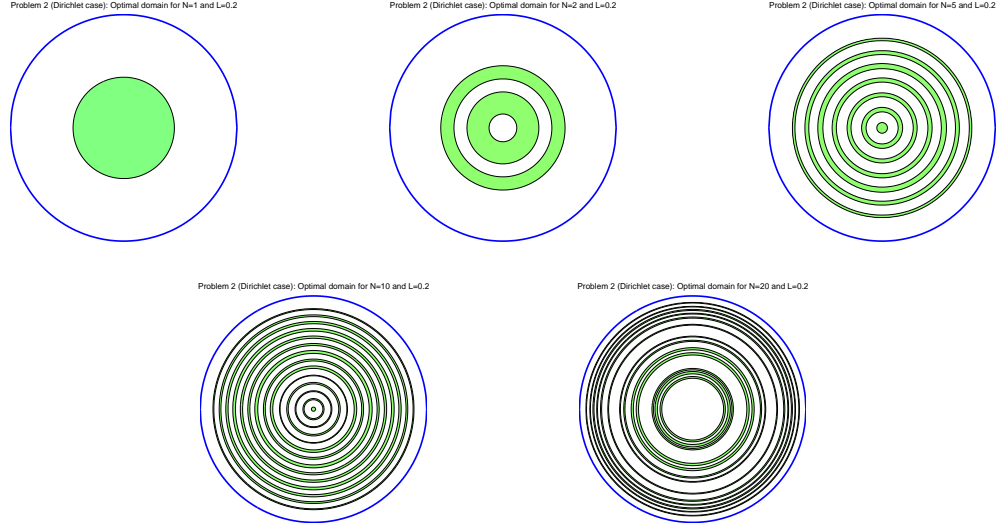 Problem 2 (Dirichlet case): Optimal domain for N=1 and L=0.2
Problem 2 (Dirichlet case): Optimal domain for N=2 and L=0.2
Problem 2 (Dirichlet case): Optimal domain for N=5 and L=0.2
Problem 2 (Dirichlet case): Optimal domain for N=10 and L=0.2
Problem 2 (Dirichlet case): Optimal domain for N=20 and L=0.2